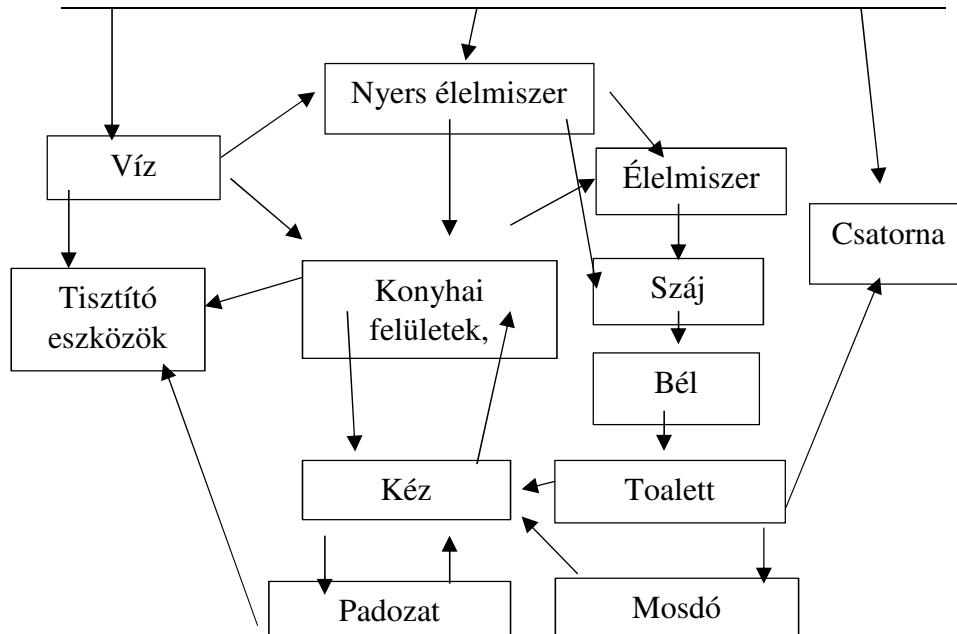 Nyers élelmiszer
Víz
Élelmiszer
Csatorna
Tisztító
eszközök
Konyhai
felületek,
Száj
Bél
Kéz
Toalett
Padozat
Mosdó